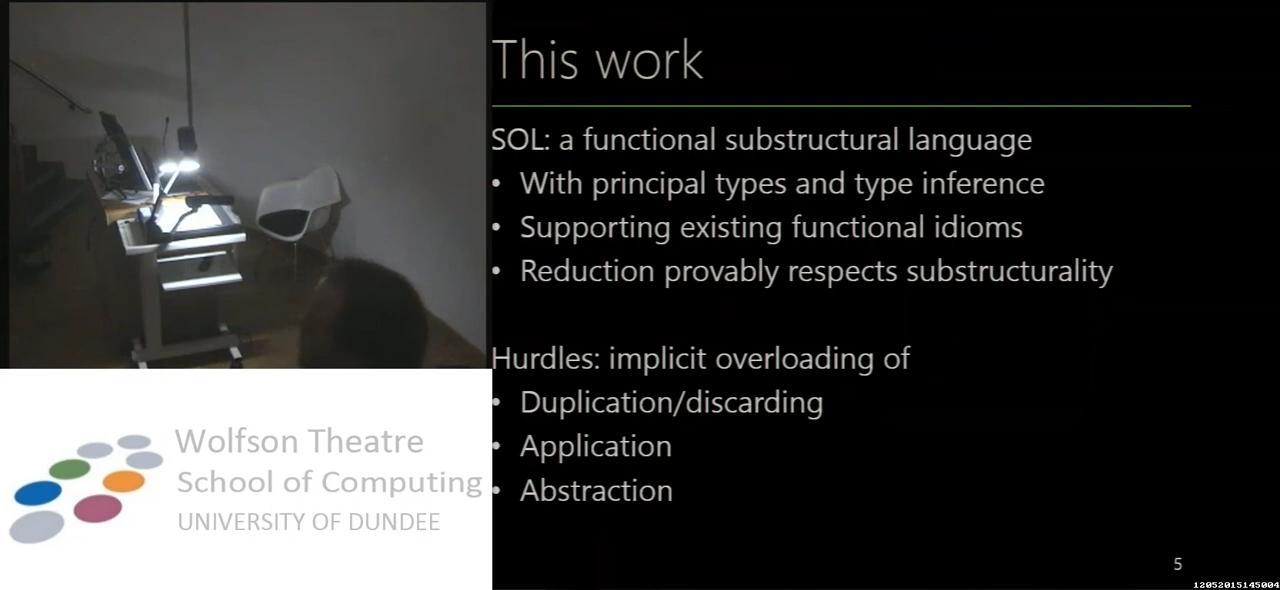 This work
SOL: a functional substructural language
• With principal types and type inference
• Supporting existing functional idioms
• Reduction provably respects substructurality
Hurdles: implicit overloading of
• Duplication/discarding
• Application
• Abstraction
5
Wolfson Theatre
School of Computing
UNIVERSITY OF DUNDEE
12052015145004